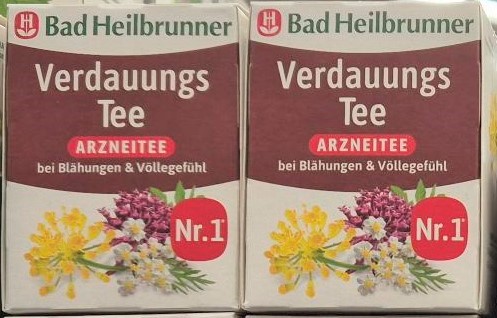 Bad Heilbrunner
Verdauungs
Tee
ARZNEITEE
bei Blähungen & Völlegefühl
Nr.1*
Bad Heilbrunner
Verdauungs
Tee
ARZNEITEE
bei Blähungen & Völlegefühl
Nr.1*